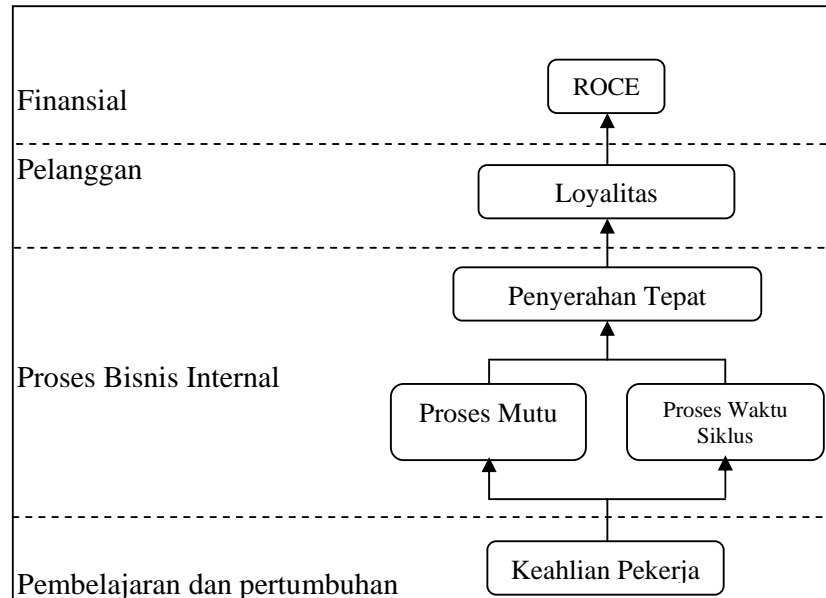 ROCE
Finansial
Pelanggan
Loyalitas
Penyerahan Tepat
Proses Bisnis Internal
Proses Mutu
Proses Waktu
Siklus
Keahlian Pekerja
Pembelajaran dan pertumbuhan